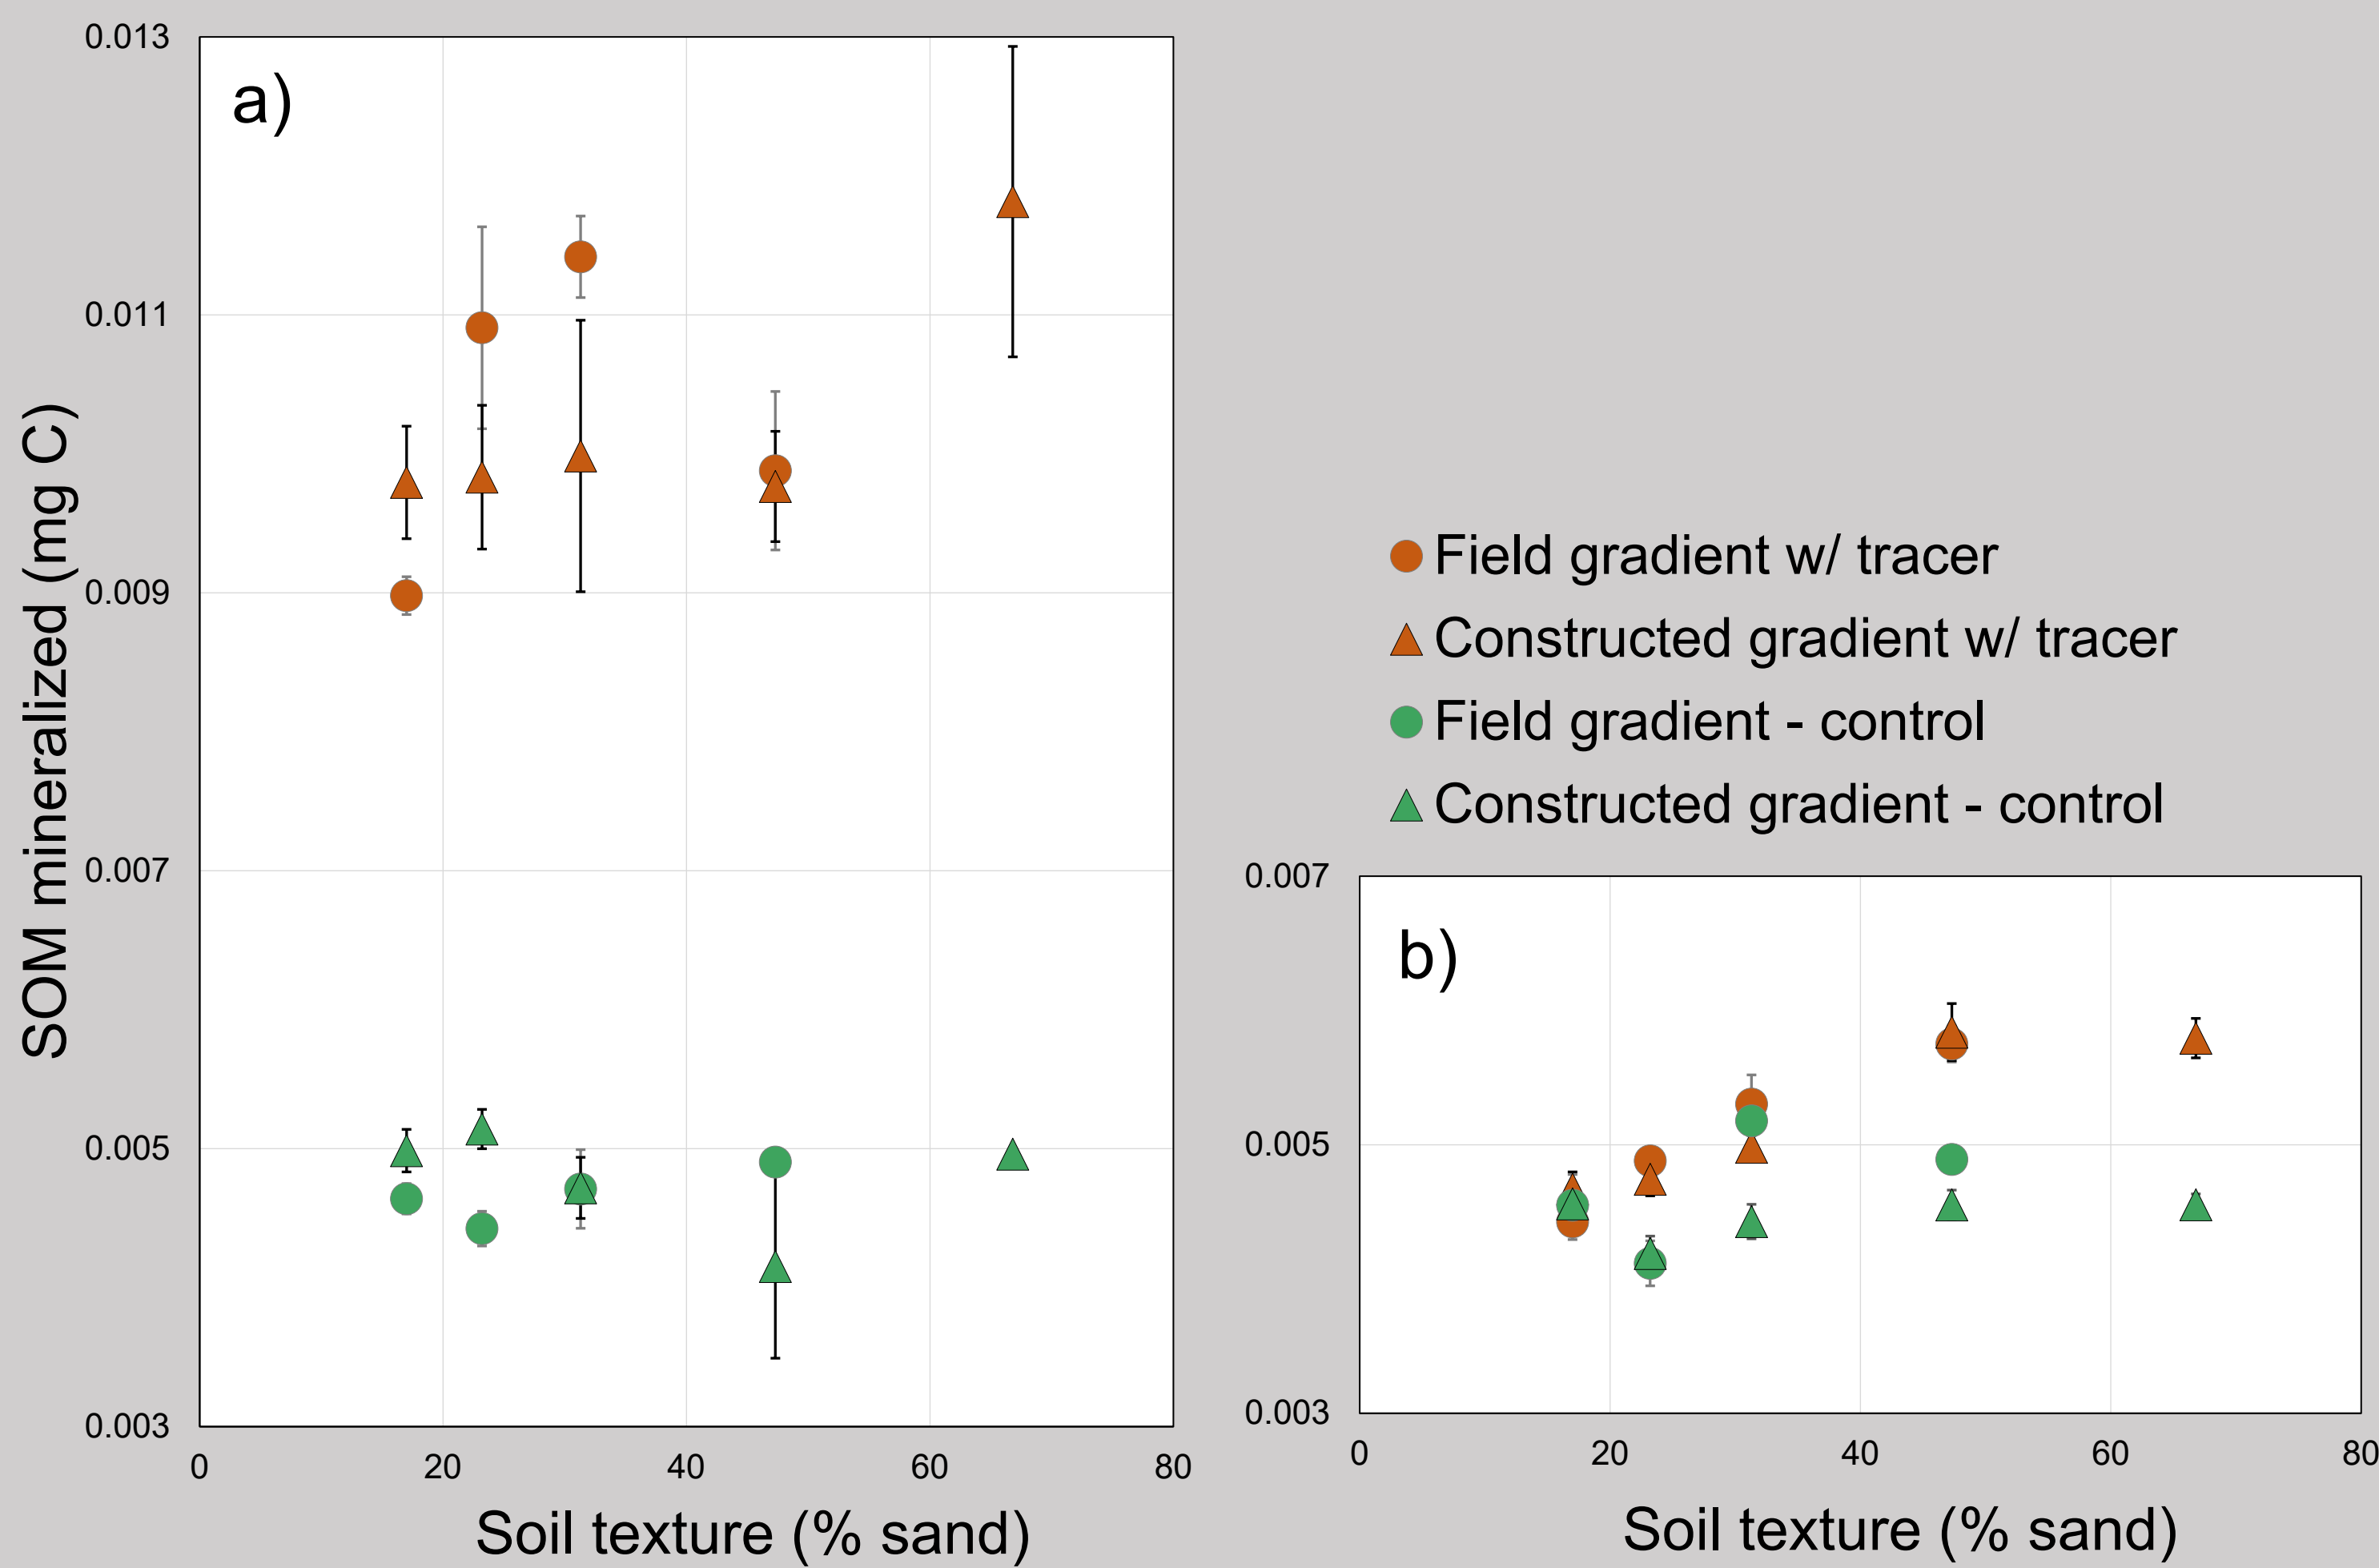 a)
0.013
0.011
0.009
0.007
0.005
0.003
SOM mineralized (mg C)
0 20 40 60 80
Soil texture (% sand)
Field gradient w/ tracer
Constructed gradient w/ tracer
Field gradient - control
Constructed gradient - control
b)
0.007
0.005
0.003
0 20 40 60 80
Soil texture (% sand)